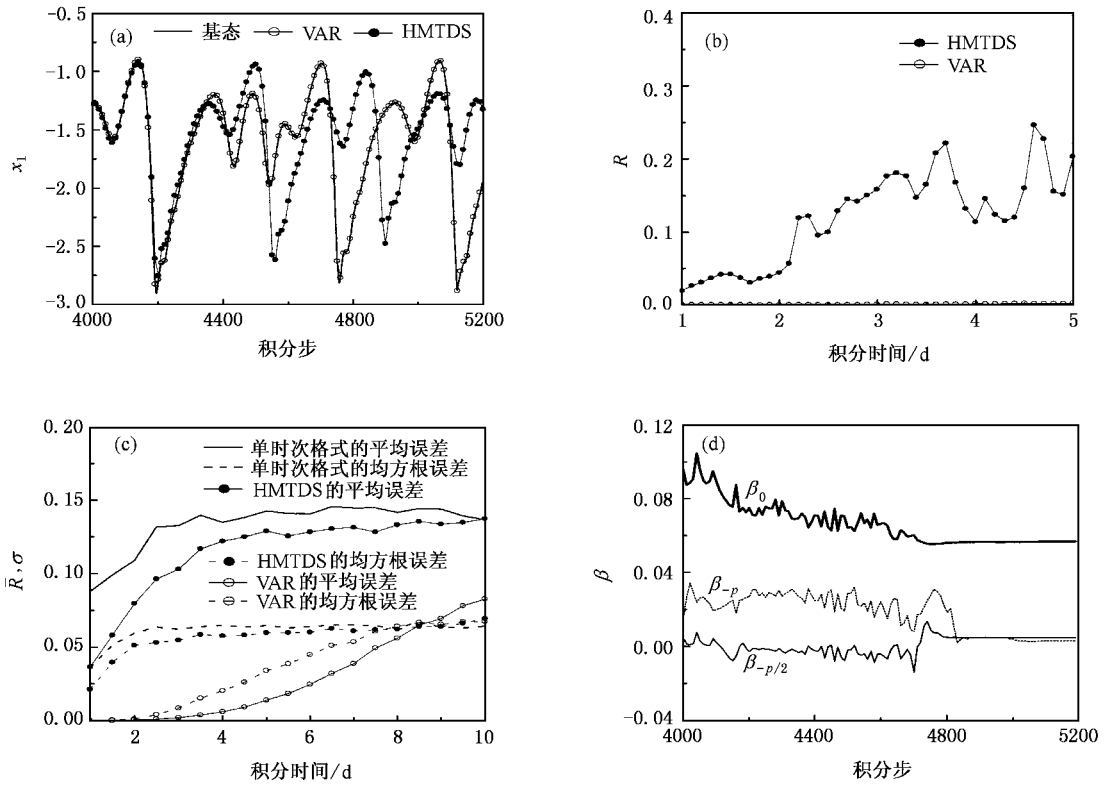 (a)
基态 VAR HMTDS
-0.5
-1.0
-1.5
-2.0
-2.5
-3.0
x₁
4000 4400 4800 5200
积分步
(b)
HMTDS
VAR
0.4
0.3
0.2
0.1
0.0
R
1 2 3 4 5
积分时间/d
(c)
单时次格式的平均误差
单时次格式的均方根误差
HMTDS的平均误差
HMTDS的均方根误差
VAR的平均误差
VAR的均方根误差
0.20
0.15
0.10
0.05
0.00
R̄, σ
2 4 6 8 10
积分时间/d
(d)
0.12
0.08
0.04
0.00
-0.04
β
β₀
β₋p
β₋p/2
4000 4400 4800 5200
积分步